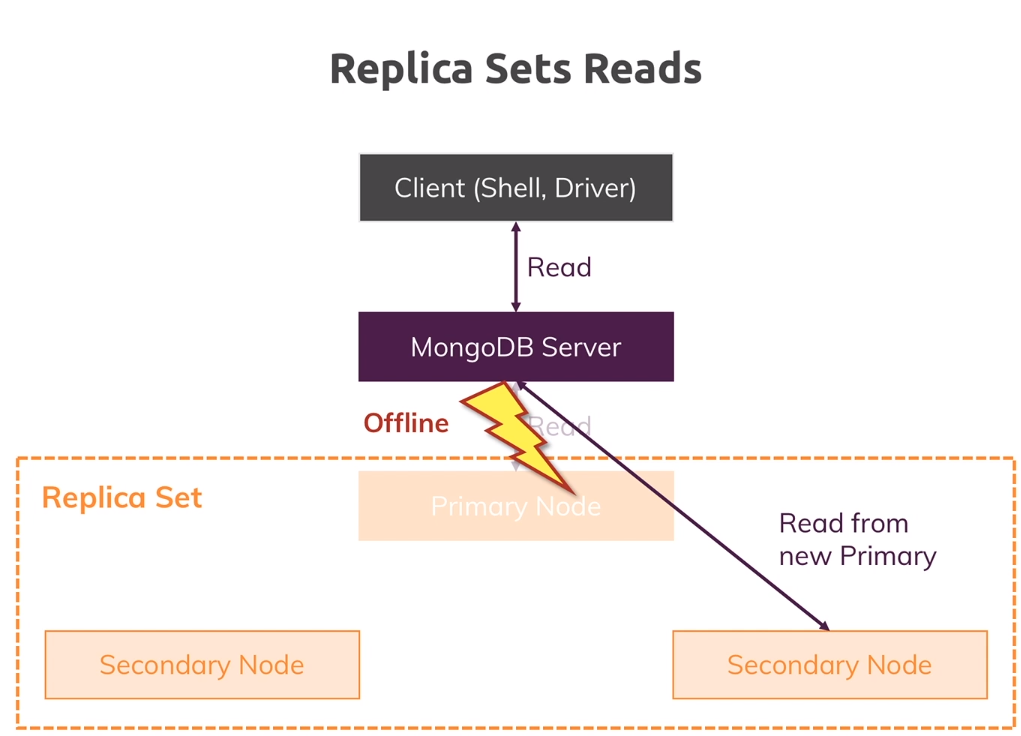 Replica Sets Reads
Client (Shell, Driver)
Read
MongoDB Server
Offline
Read
Replica Set
Primary Node
Read from
new Primary
Secondary Node
Secondary Node